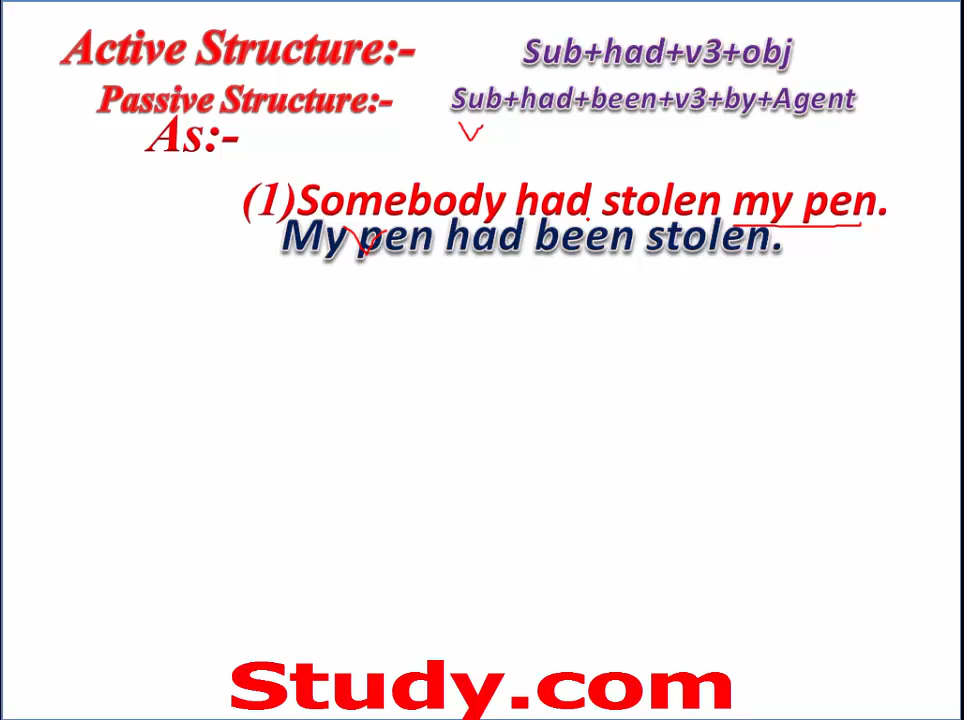 Active Structure:- Sub+had+v3+obj
Passive Structure:- Sub+had+been+v3+by+Agent
As:-
(1)Somebody had stolen my pen.
My pen had been stolen.
Study.com